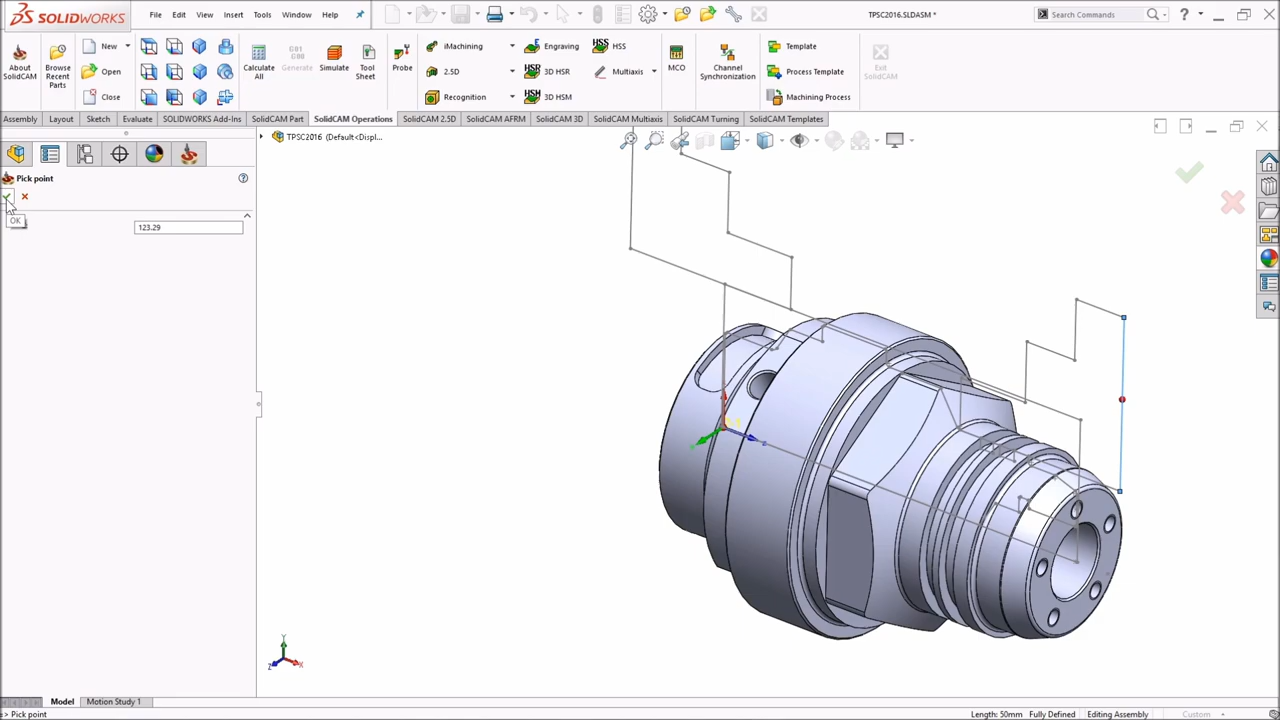 SOLIDWORKS
File Edit View Insert Tools Window Help
TPSC2016.SLDASM *
Search Commands
About SolidCAM
Browse Recent Parts
New
Open
Close
Calculate All
G01 G00
Generate
Simulate
Tool Sheet
Probe
iMachining
2.5D
Recognition
Engraving
3D HSR
3D HSM
HSS
Multiaxis
MCO
Channel Synchronization
Template
Process Template
Machining Process
Exit SolidCAM
Assembly Layout Sketch Evaluate SOLIDWORKS Add-Ins SolidCAM Part SolidCAM Operations SolidCAM 2.5D SolidCAM AFRM SolidCAM 3D SolidCAM Multiaxis SolidCAM Turning SolidCAM Templates
TPSC2016 (Default<Displ...
Pick point
OK
123.29
Y
Z
X
Model Motion Study 1
> Pick point
Length: 50mm Fully Defined Editing Assembly Custom